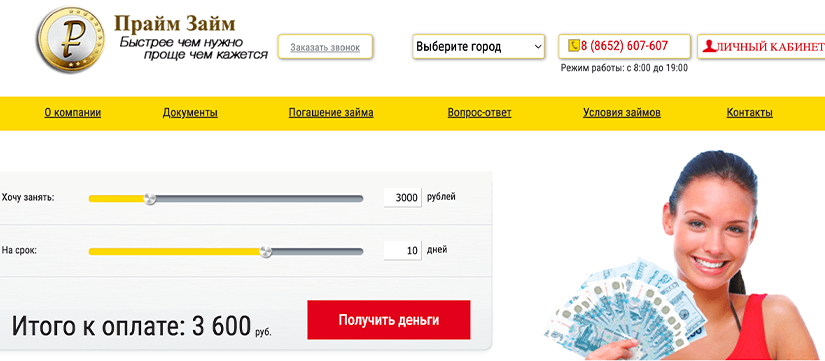 Прайм Займ
Быстрее чем нужно
проще чем кажется
Заказать звонок
Выберите город
8 (8652) 607-607
Режим работы: с 8:00 до 19:00
ЛИЧНЫЙ КАБИНЕТ
О компании Документы Погашение займа Вопрос-ответ Условия займов Контакты
Хочу занять: 3000 рублей
На срок: 10 дней
Итого к оплате: 3 600 руб.
Получить деньги